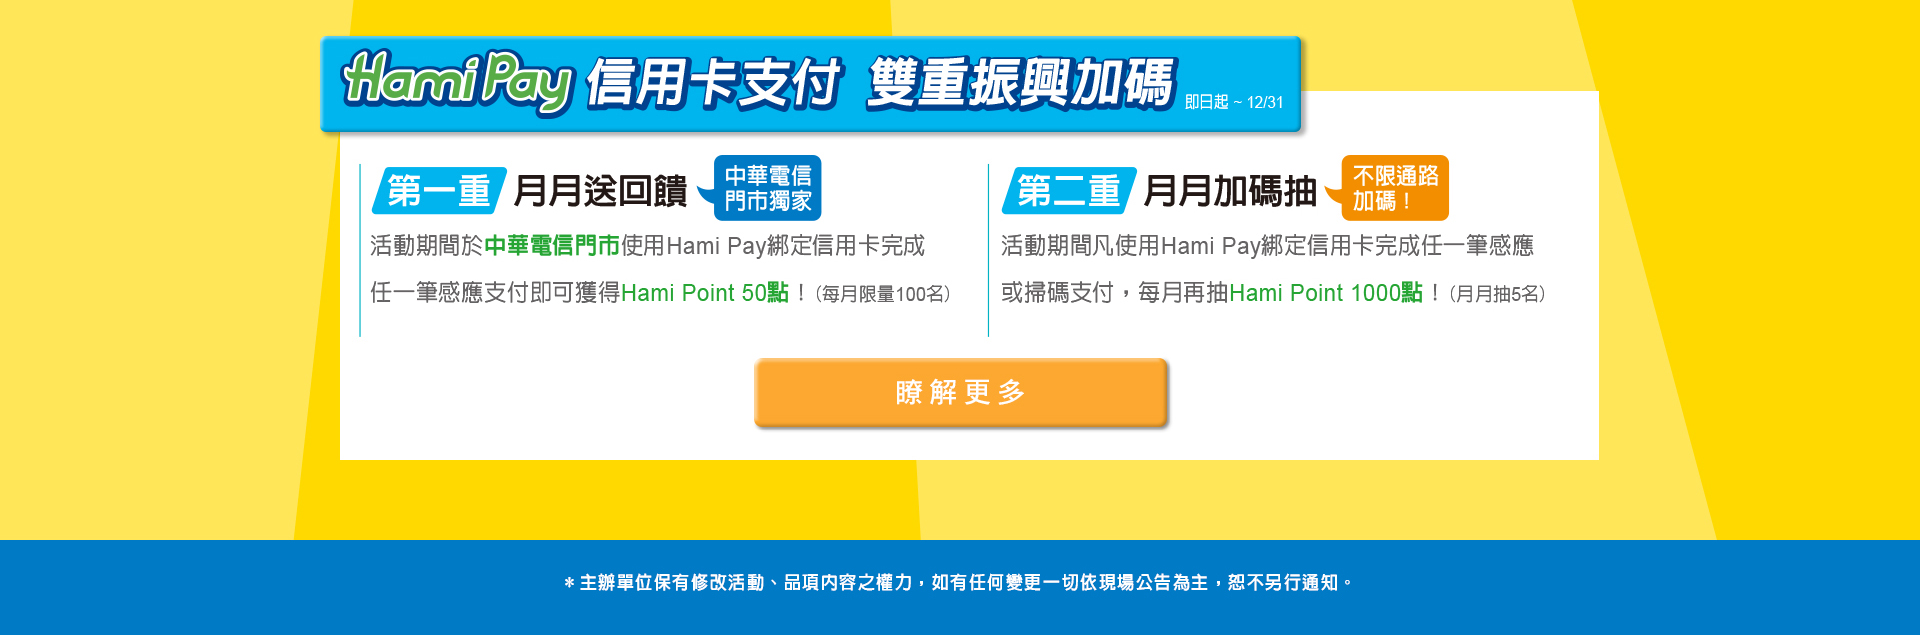 Hami Pay 信用卡支付 雙重振興加碼 即日起 ~ 12/31
第一重 月月送回饋
中華電信
門市獨家
活動期間於中華電信門市使用Hami Pay綁定信用卡完成
任一筆感應支付即可獲得Hami Point 50點！（每月限量100名）
第二重 月月加碼抽
不限通路
加碼！
活動期間凡使用Hami Pay綁定信用卡完成任一筆感應
或掃碼支付，每月再抽Hami Point 1000點！（月月抽5名）
瞭解更多
＊主辦單位保有修改活動、品項內容之權力，如有任何變更一切依現場公告為主，恕不另行通知。